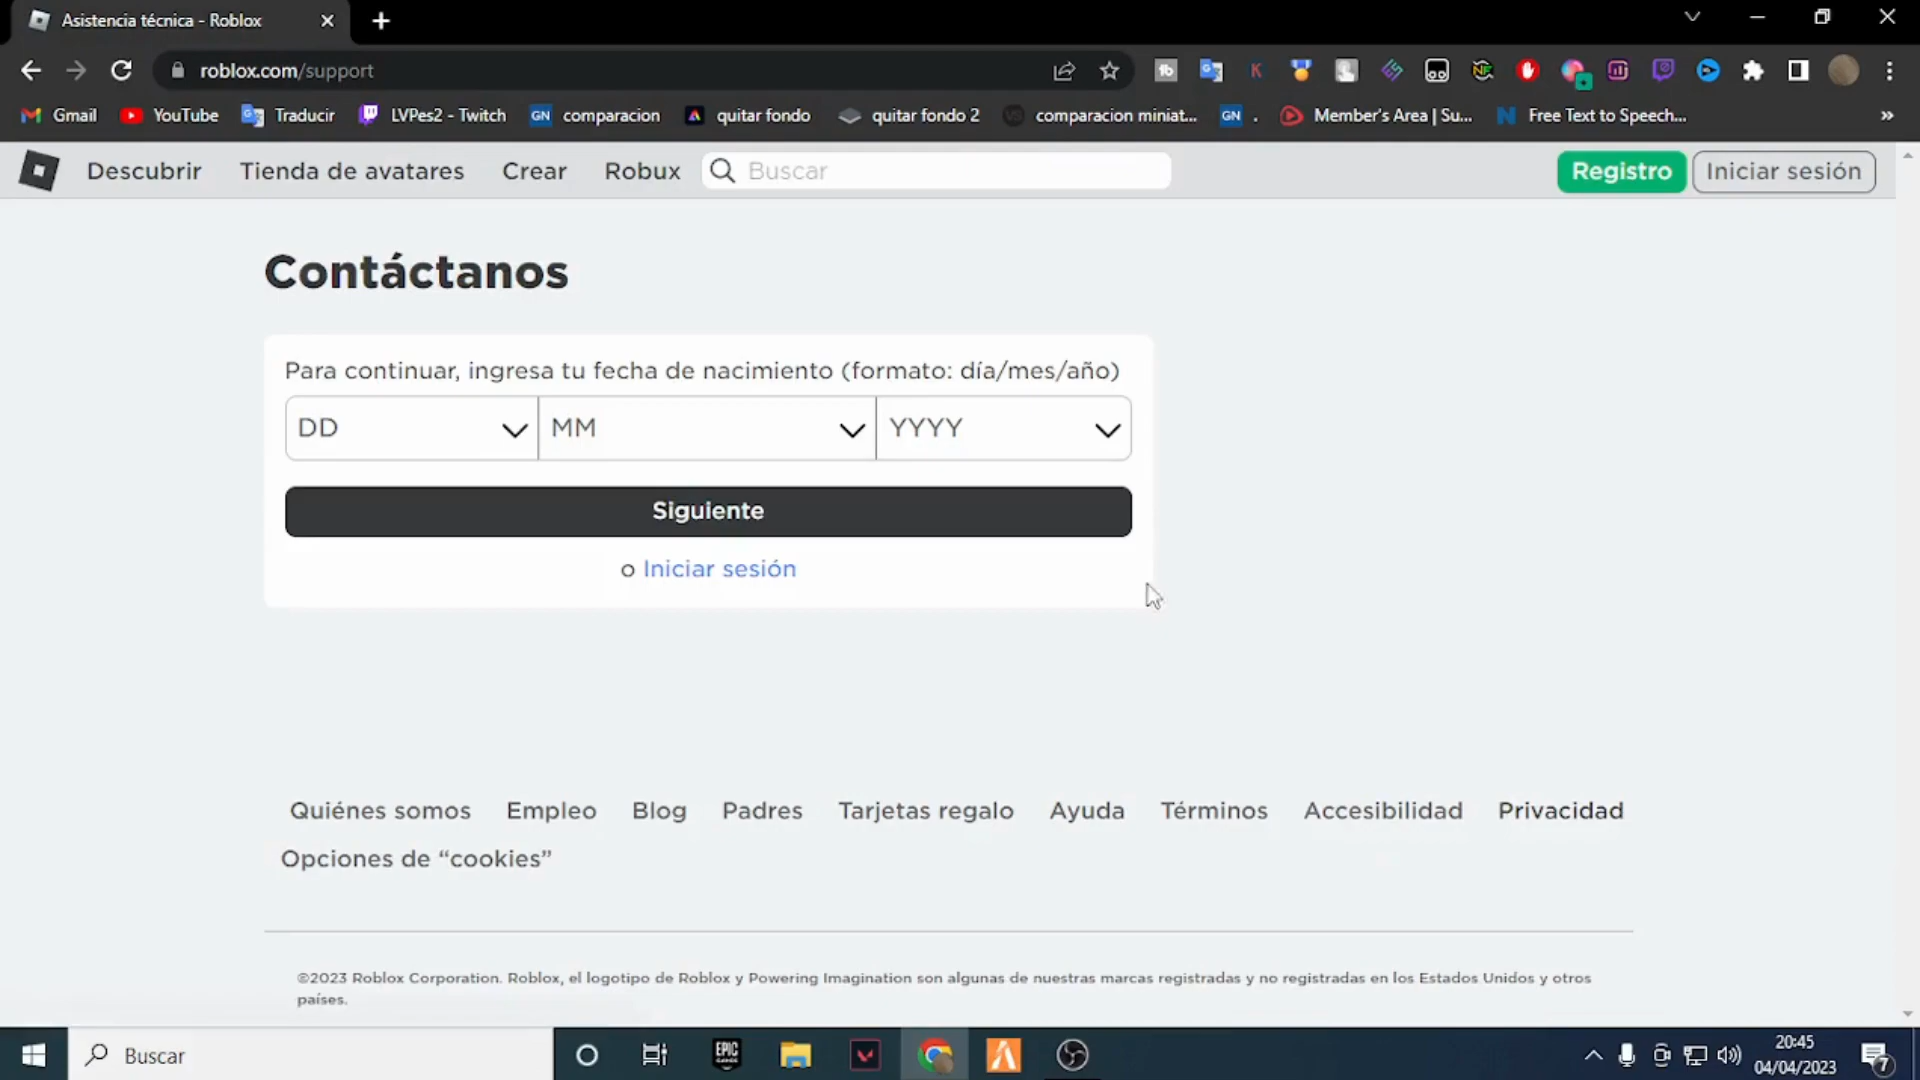 Asistencia técnica - Roblox
roblox.com/support
Gmail YouTube Traducir LVPes2 - Twitch GN comparacion quitar fondo quitar fondo 2 comparacion miniat... GN . Member's Area | Su... Free Text to Speech... »
Descubrir Tienda de avatares Crear Robux Buscar Registro Iniciar sesión
Contáctanos
Para continuar, ingresa tu fecha de nacimiento (formato: día/mes/año)
DD MM YYYY
Siguiente
o Iniciar sesión
Quiénes somos Empleo Blog Padres Tarjetas regalo Ayuda Términos Accesibilidad Privacidad
Opciones de “cookies”
©2023 Roblox Corporation. Roblox, el logotipo de Roblox y Powering Imagination son algunas de nuestras marcas registradas y no registradas en los Estados Unidos y otros
países.
Buscar EPIC GAMES 20:45
04/04/2023 7